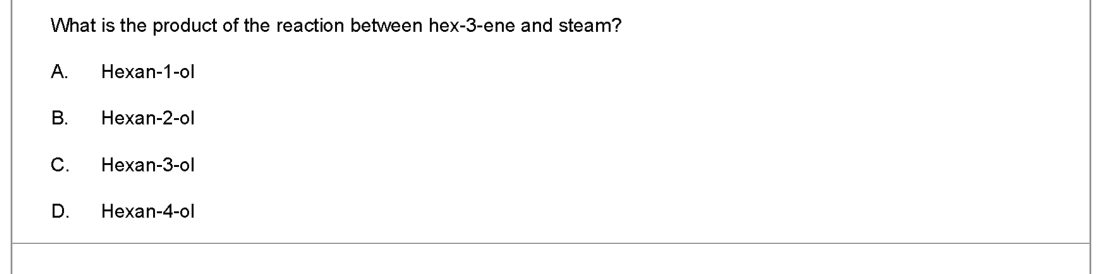 What is the product of the reaction between hex-3-ene and steam?
A. Hexan-1-ol
B. Hexan-2-ol
C. Hexan-3-ol
D. Hexan-4-ol